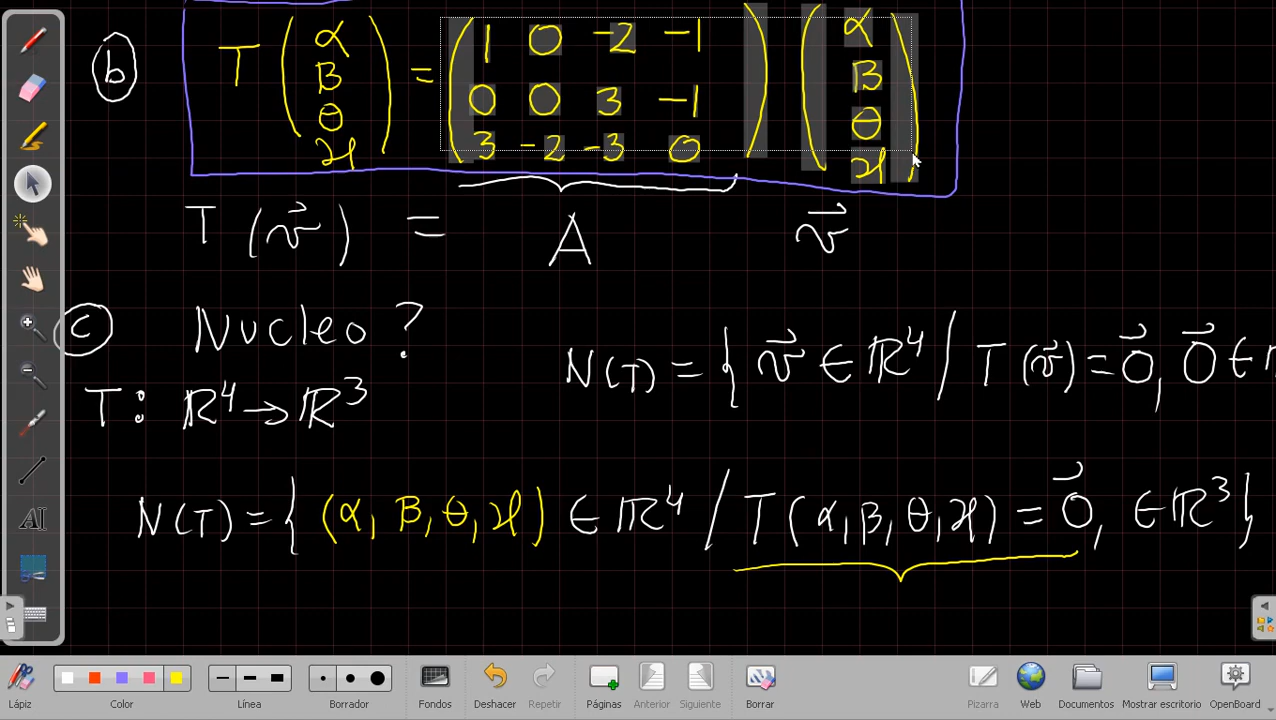 b T ( α β θ ϰ ) = ( 1 0 -2 -1
0 0 3 -1
3 -2 -3 0 ) ( α β θ ϰ )
T (v⃗) = A v⃗
c Nucleo ?
N(T) = { v⃗ ∈ ℝ⁴ / T (v⃗) = 0⃗, 0⃗ ∈
T : ℝ⁴ → ℝ³
N(T) = { (α, β, θ, ϰ) ∈ ℝ⁴ / T(α, β, θ, ϰ) = 0⃗, ∈ ℝ³ }
Lápiz Color Línea Borrador Fondos Deshacer Repetir Páginas Anterior Siguiente Borrar Pizarra Web Documentos Mostrar escritorio OpenBoard